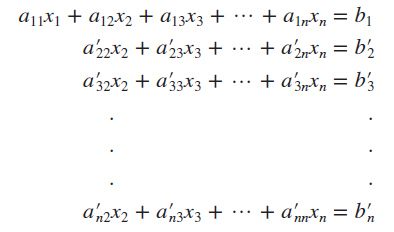 a₁₁x₁ + a₁₂x₂ + a₁₃x₃ + ⋯ + a₁ₙxₙ = b₁
a′₂₂x₂ + a′₂₃x₃ + ⋯ + a′₂ₙxₙ = b′₂
a′₃₂x₂ + a′₃₃x₃ + ⋯ + a′₃ₙxₙ = b′₃
. .
. .
. .
a′ₙ₂x₂ + a′ₙ₃x₃ + ⋯ + a′ₙₙxₙ = b′ₙ